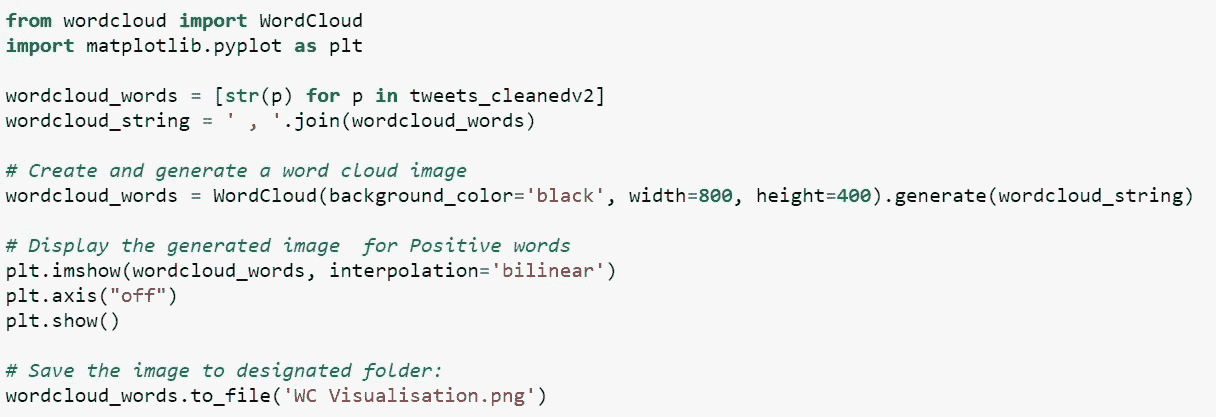 from wordcloud import WordCloud
import matplotlib.pyplot as plt
wordcloud_words = [str(p) for p in tweets_cleanedv2]
wordcloud_string = ' , '.join(wordcloud_words)
# Create and generate a word cloud image
wordcloud_words = WordCloud(background_color='black', width=800, height=400).generate(wordcloud_string)
# Display the generated image  for Positive words
plt.imshow(wordcloud_words, interpolation='bilinear')
plt.axis("off")
plt.show()
# Save the image to designated folder:
wordcloud_words.to_file('WC Visualisation.png')